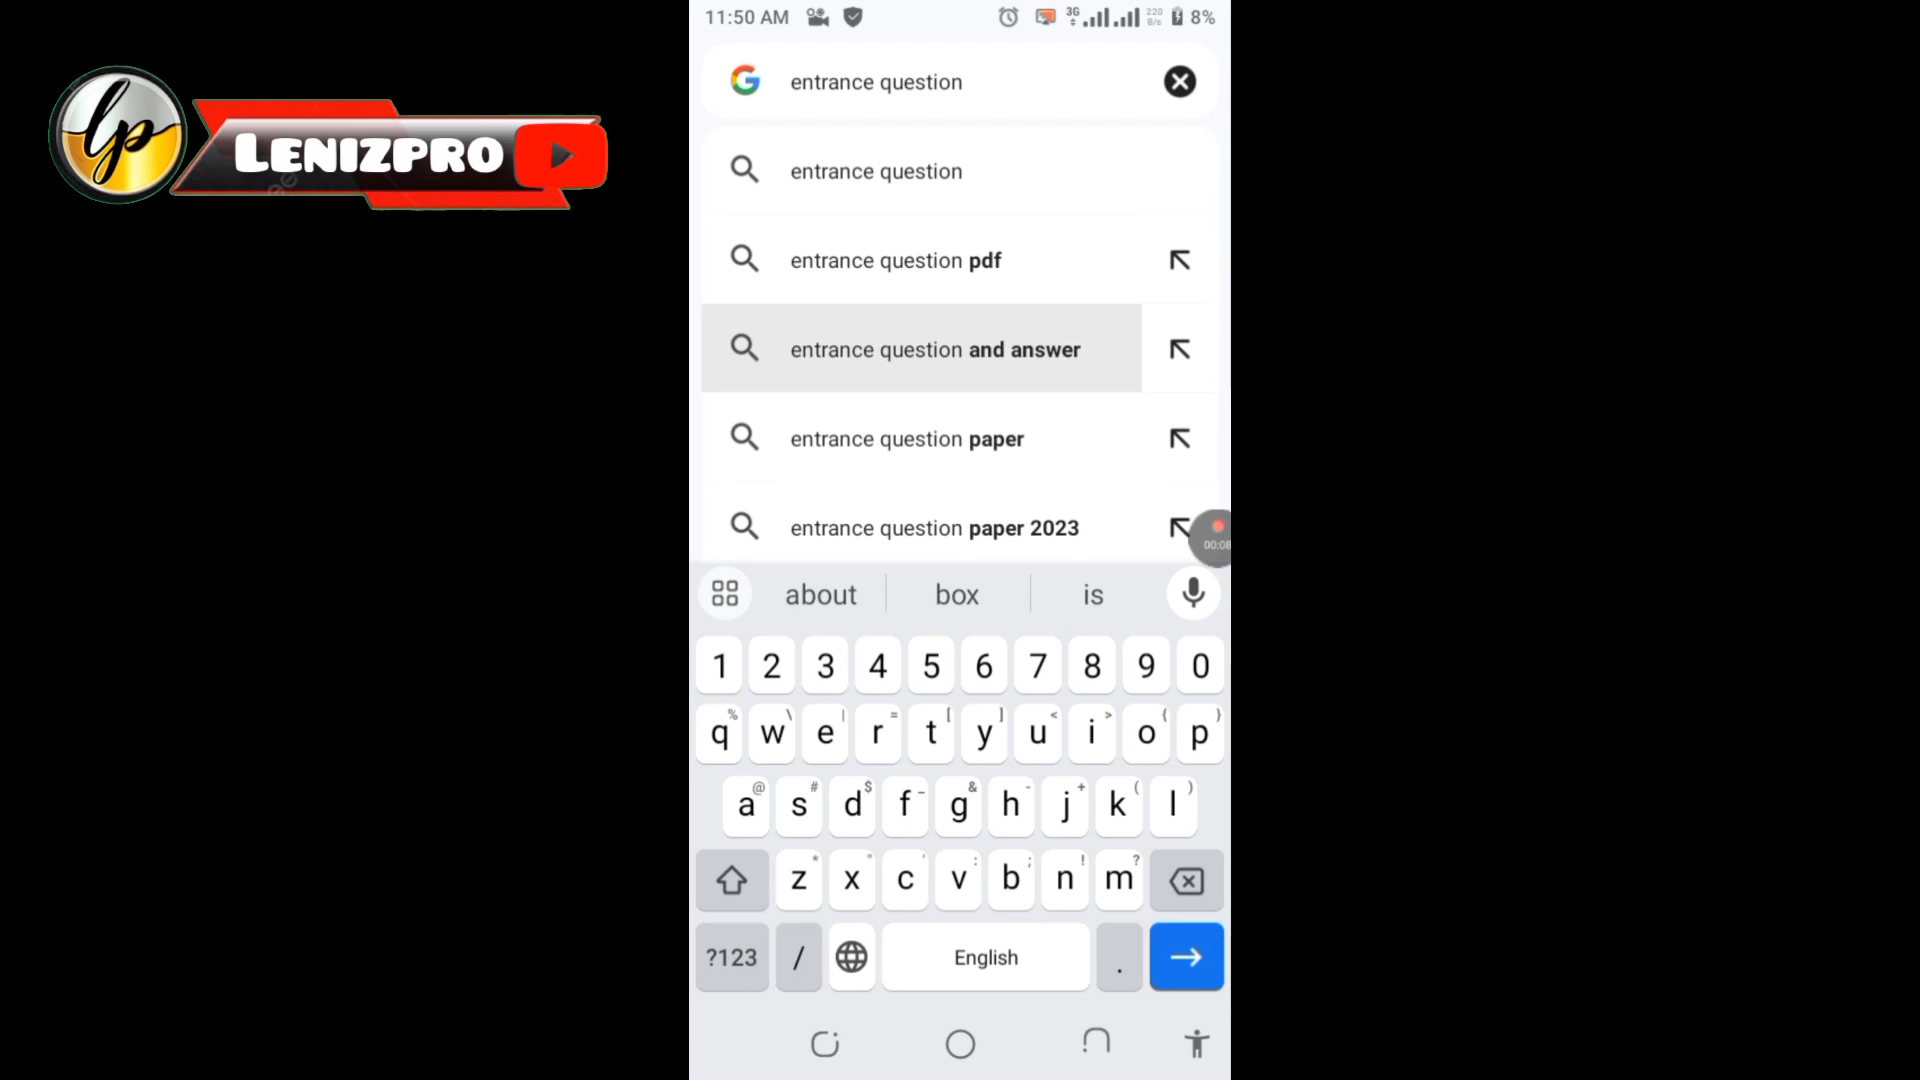 11:50 AM
3G
220
B/s
8%
lp
LENIZPRO
entrance question
entrance question
entrance question pdf
entrance question and answer
entrance question paper
entrance question paper 2023
00:08
about box is
1 2 3 4 5 6 7 8 9 0
% \ | = [ ] < > { }
q w e r t y u i o p
@ # $ _ & - + ( )
a s d f g h j k l
* " ' : ; ! ?
z x c v b n m
?123 / English .